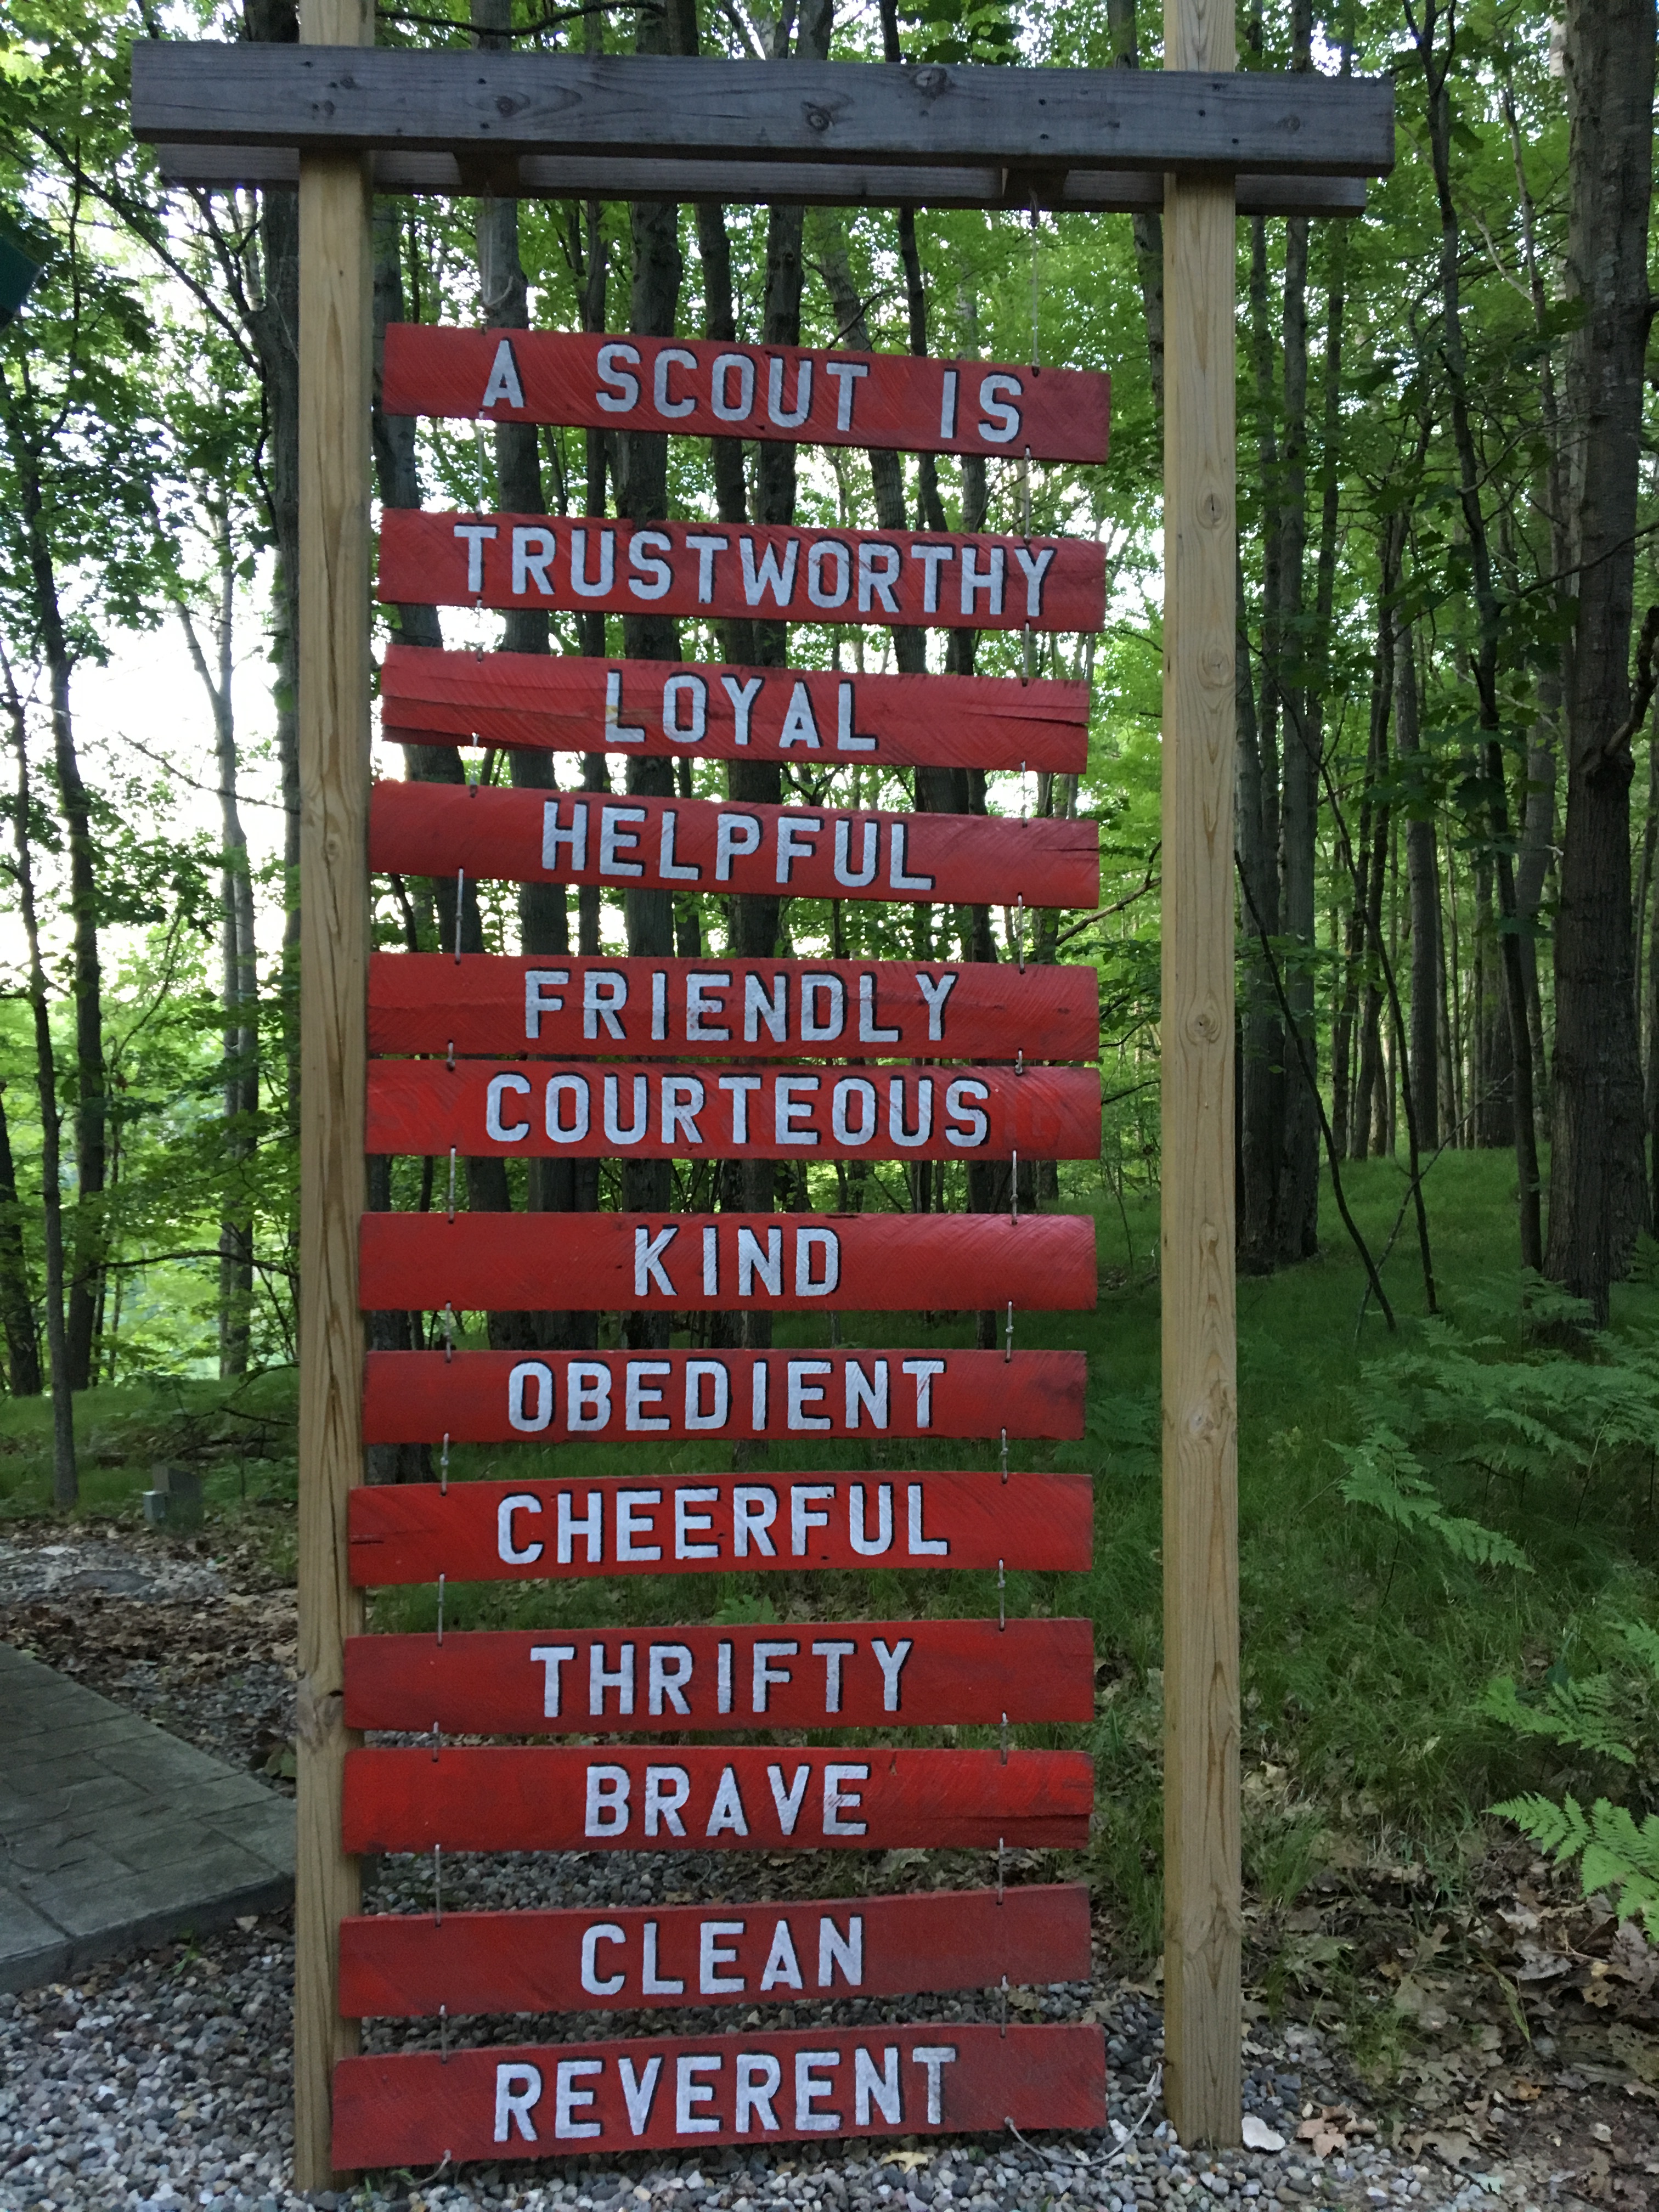 A SCOUT IS
TRUSTWORTHY
LOYAL
HELPFUL
FRIENDLY
COURTEOUS
KIND
OBEDIENT
CHEERFUL
THRIFTY
BRAVE
CLEAN
REVERENT